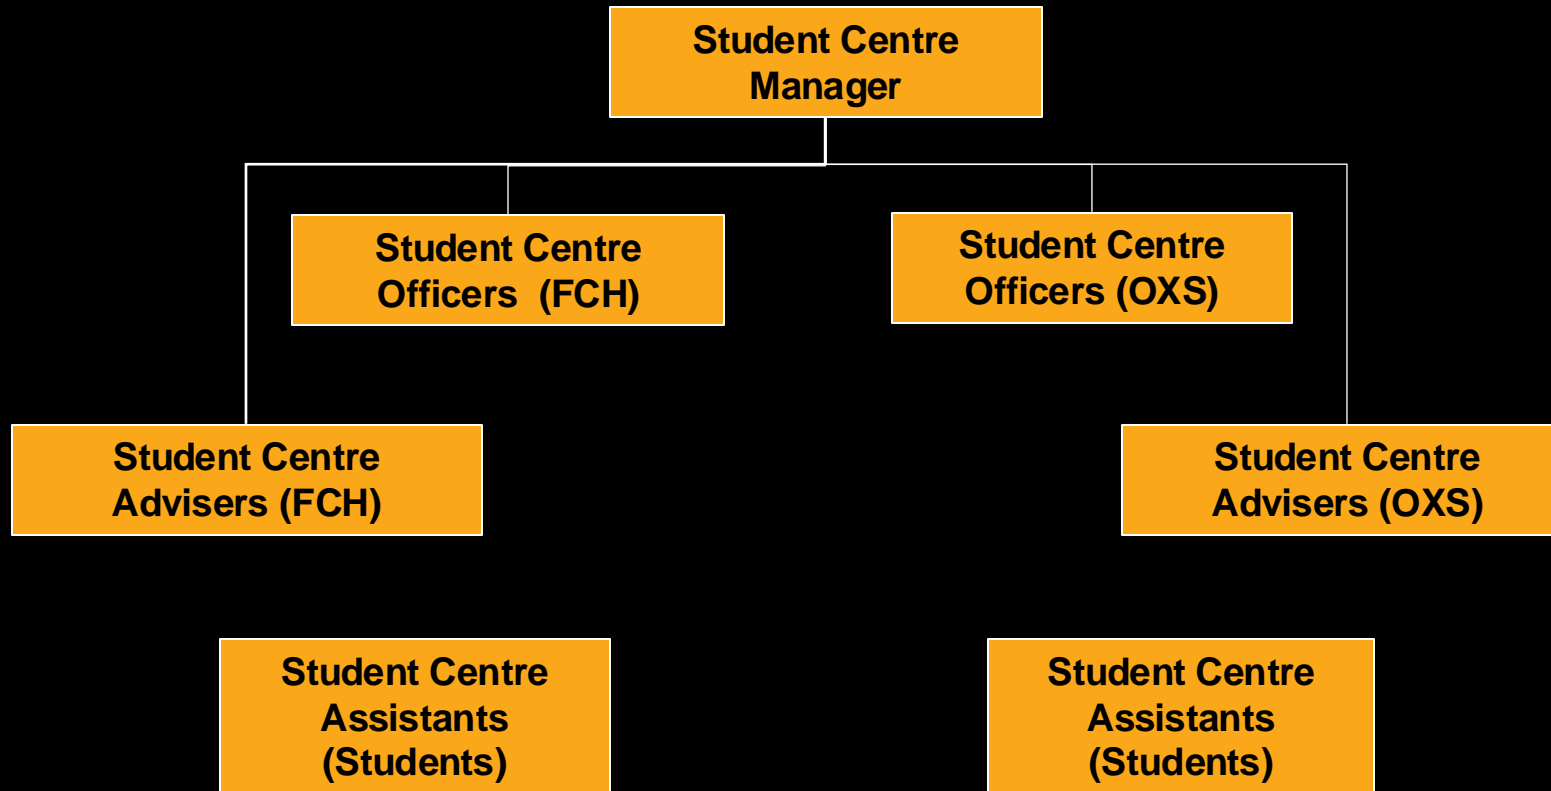 Student Centre
Manager
Student Centre
Officers  (FCH)
Student Centre
Officers (OXS)
Student Centre
Advisers (FCH)
Student Centre
Advisers (OXS)
Student Centre
Assistants
(Students)
Student Centre
Assistants
(Students)